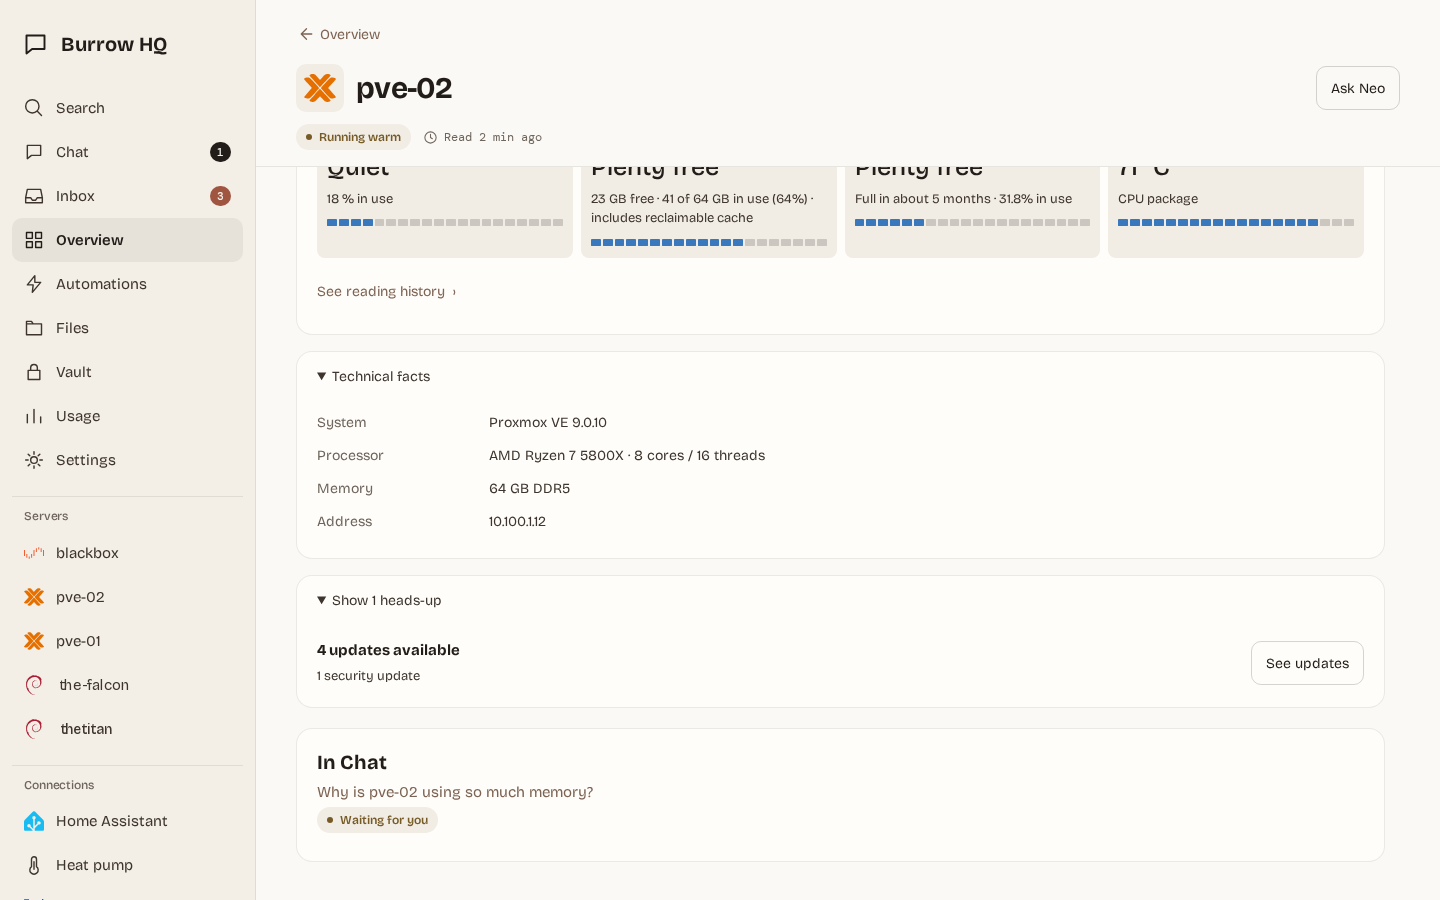 Burrow HQ
Search
Chat 1
Inbox 3
Overview
Automations
Files
Vault
Usage
Settings
Servers
blackbox
pve-02
pve-01
the-falcon
thetitan
Connections
Home Assistant
Heat pump
Overview
pve-02
Ask Neo
Running warm
Read 2 min ago
Quiet
18 % in use
Plenty free
23 GB free · 41 of 64 GB in use (64%) ·
includes reclaimable cache
Plenty free
Full in about 5 months · 31.8% in use
71 °C
CPU package
See reading history ›
Technical facts
System Proxmox VE 9.0.10
Processor AMD Ryzen 7 5800X · 8 cores / 16 threads
Memory 64 GB DDR5
Address 10.100.1.12
Show 1 heads-up
4 updates available
1 security update
See updates
In Chat
Why is pve-02 using so much memory?
Waiting for you